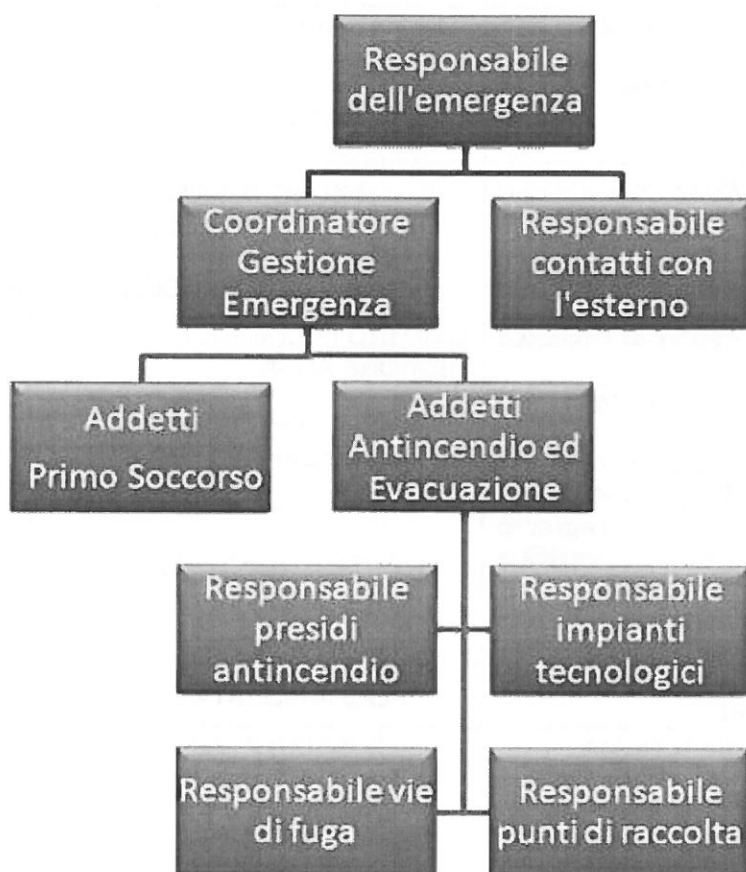 Responsabile
dell'emergenza
Coordinatore
Gestione
Emergenza
Responsabile
contatti con
l'esterno
Addetti
Primo Soccorso
Addetti
Antincendio ed
Evacuazione
Responsabile
presidi
antincendio
Responsabile
impianti
tecnologici
Responsabile vie
di fuga
Responsabile
punti di raccolta